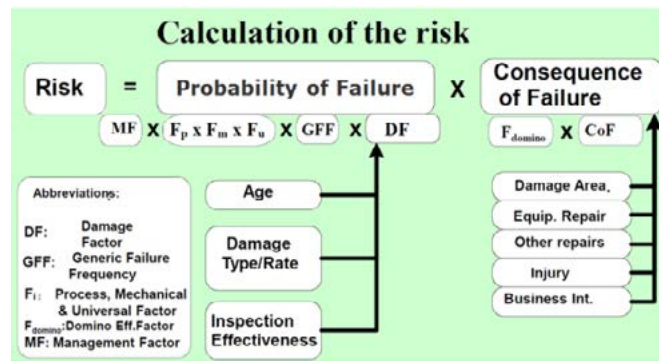 Calculation of the risk
Risk = Probability of Failure X Consequence of Failure
MF X Fp x Fm x Fu X GFF X DF
Fdomino X CoF
Abbreviations:
DF: Damage
Factor
GFF: Generic Failure
Frequency
Fi: Process, Mechanical
& Universal Factor
Fdomino:Domino Eff.Factor
MF: Management Factor
Age
Damage
Type/Rate
Inspection
Effectiveness
Damage Area.
Equip. Repair
Other repairs
Injury
Business Int.